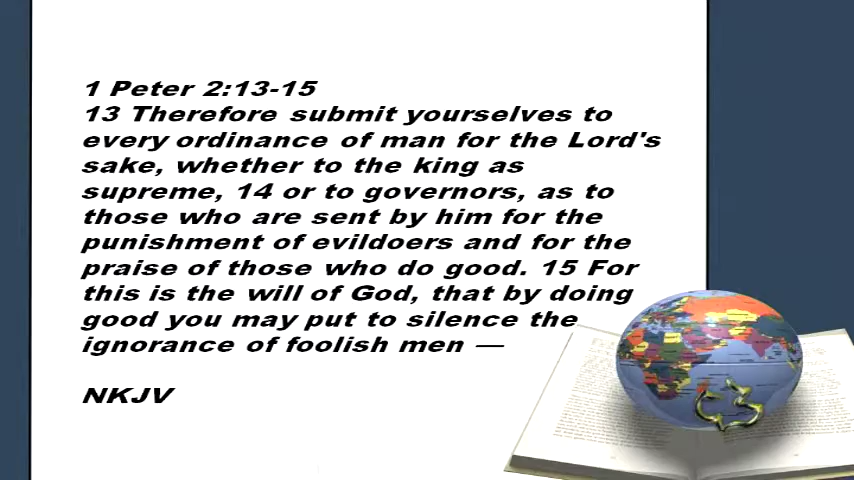 1 Peter 2:13-15
13 Therefore submit yourselves to
every ordinance of man for the Lord's
sake, whether to the king as
supreme, 14 or to governors, as to
those who are sent by him for the
punishment of evildoers and for the
praise of those who do good. 15 For
this is the will of God, that by doing
good you may put to silence the
ignorance of foolish men —
NKJV